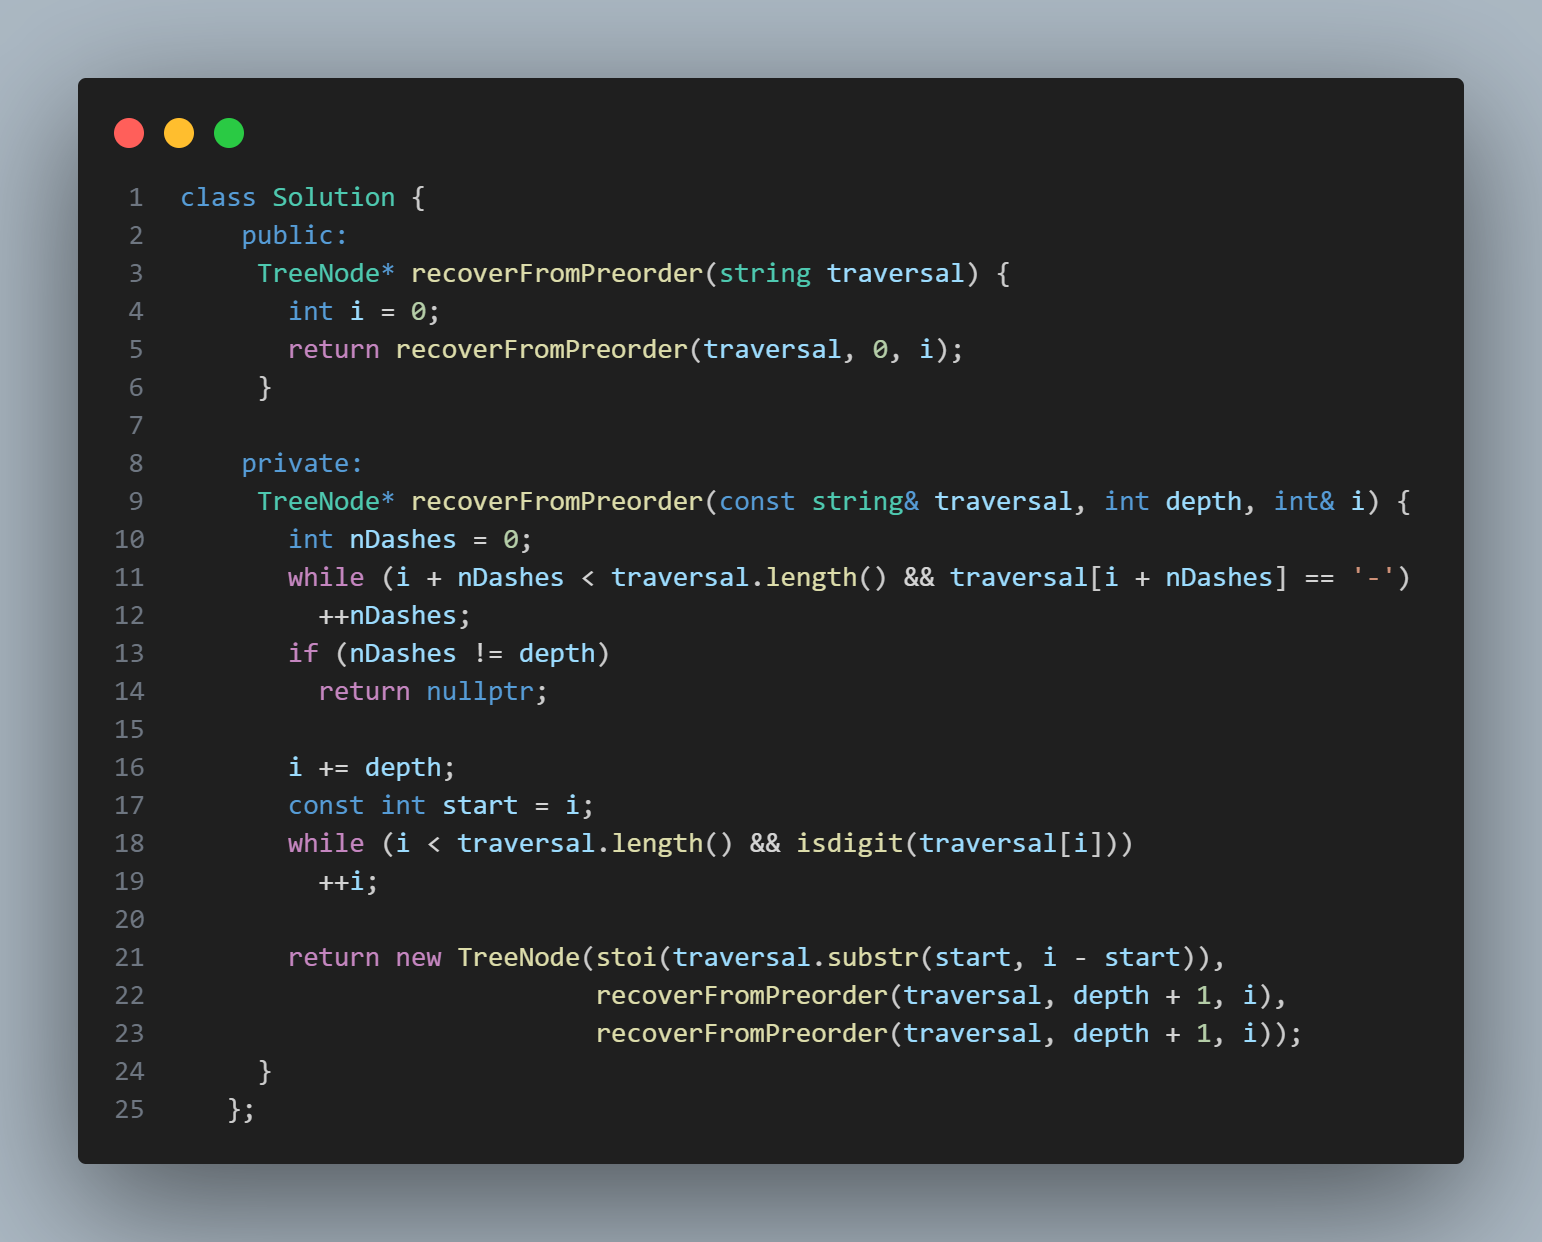 1 class Solution {
2 public:
3 TreeNode* recoverFromPreorder(string traversal) {
4 int i = 0;
5 return recoverFromPreorder(traversal, 0, i);
6 }
7
8 private:
9 TreeNode* recoverFromPreorder(const string& traversal, int depth, int& i) {
10 int nDashes = 0;
11 while (i + nDashes < traversal.length() && traversal[i + nDashes] == '-')
12 ++nDashes;
13 if (nDashes != depth)
14 return nullptr;
15
16 i += depth;
17 const int start = i;
18 while (i < traversal.length() && isdigit(traversal[i]))
19 ++i;
20
21 return new TreeNode(stoi(traversal.substr(start, i - start)),
22 recoverFromPreorder(traversal, depth + 1, i),
23 recoverFromPreorder(traversal, depth + 1, i));
24 }
25 };